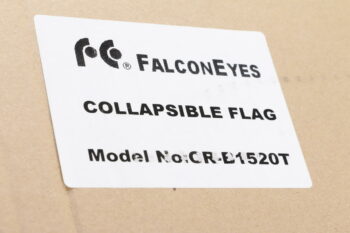 FC® FALCONEYES
COLLAPSIBLE FLAG
Model No:CR-B1520T